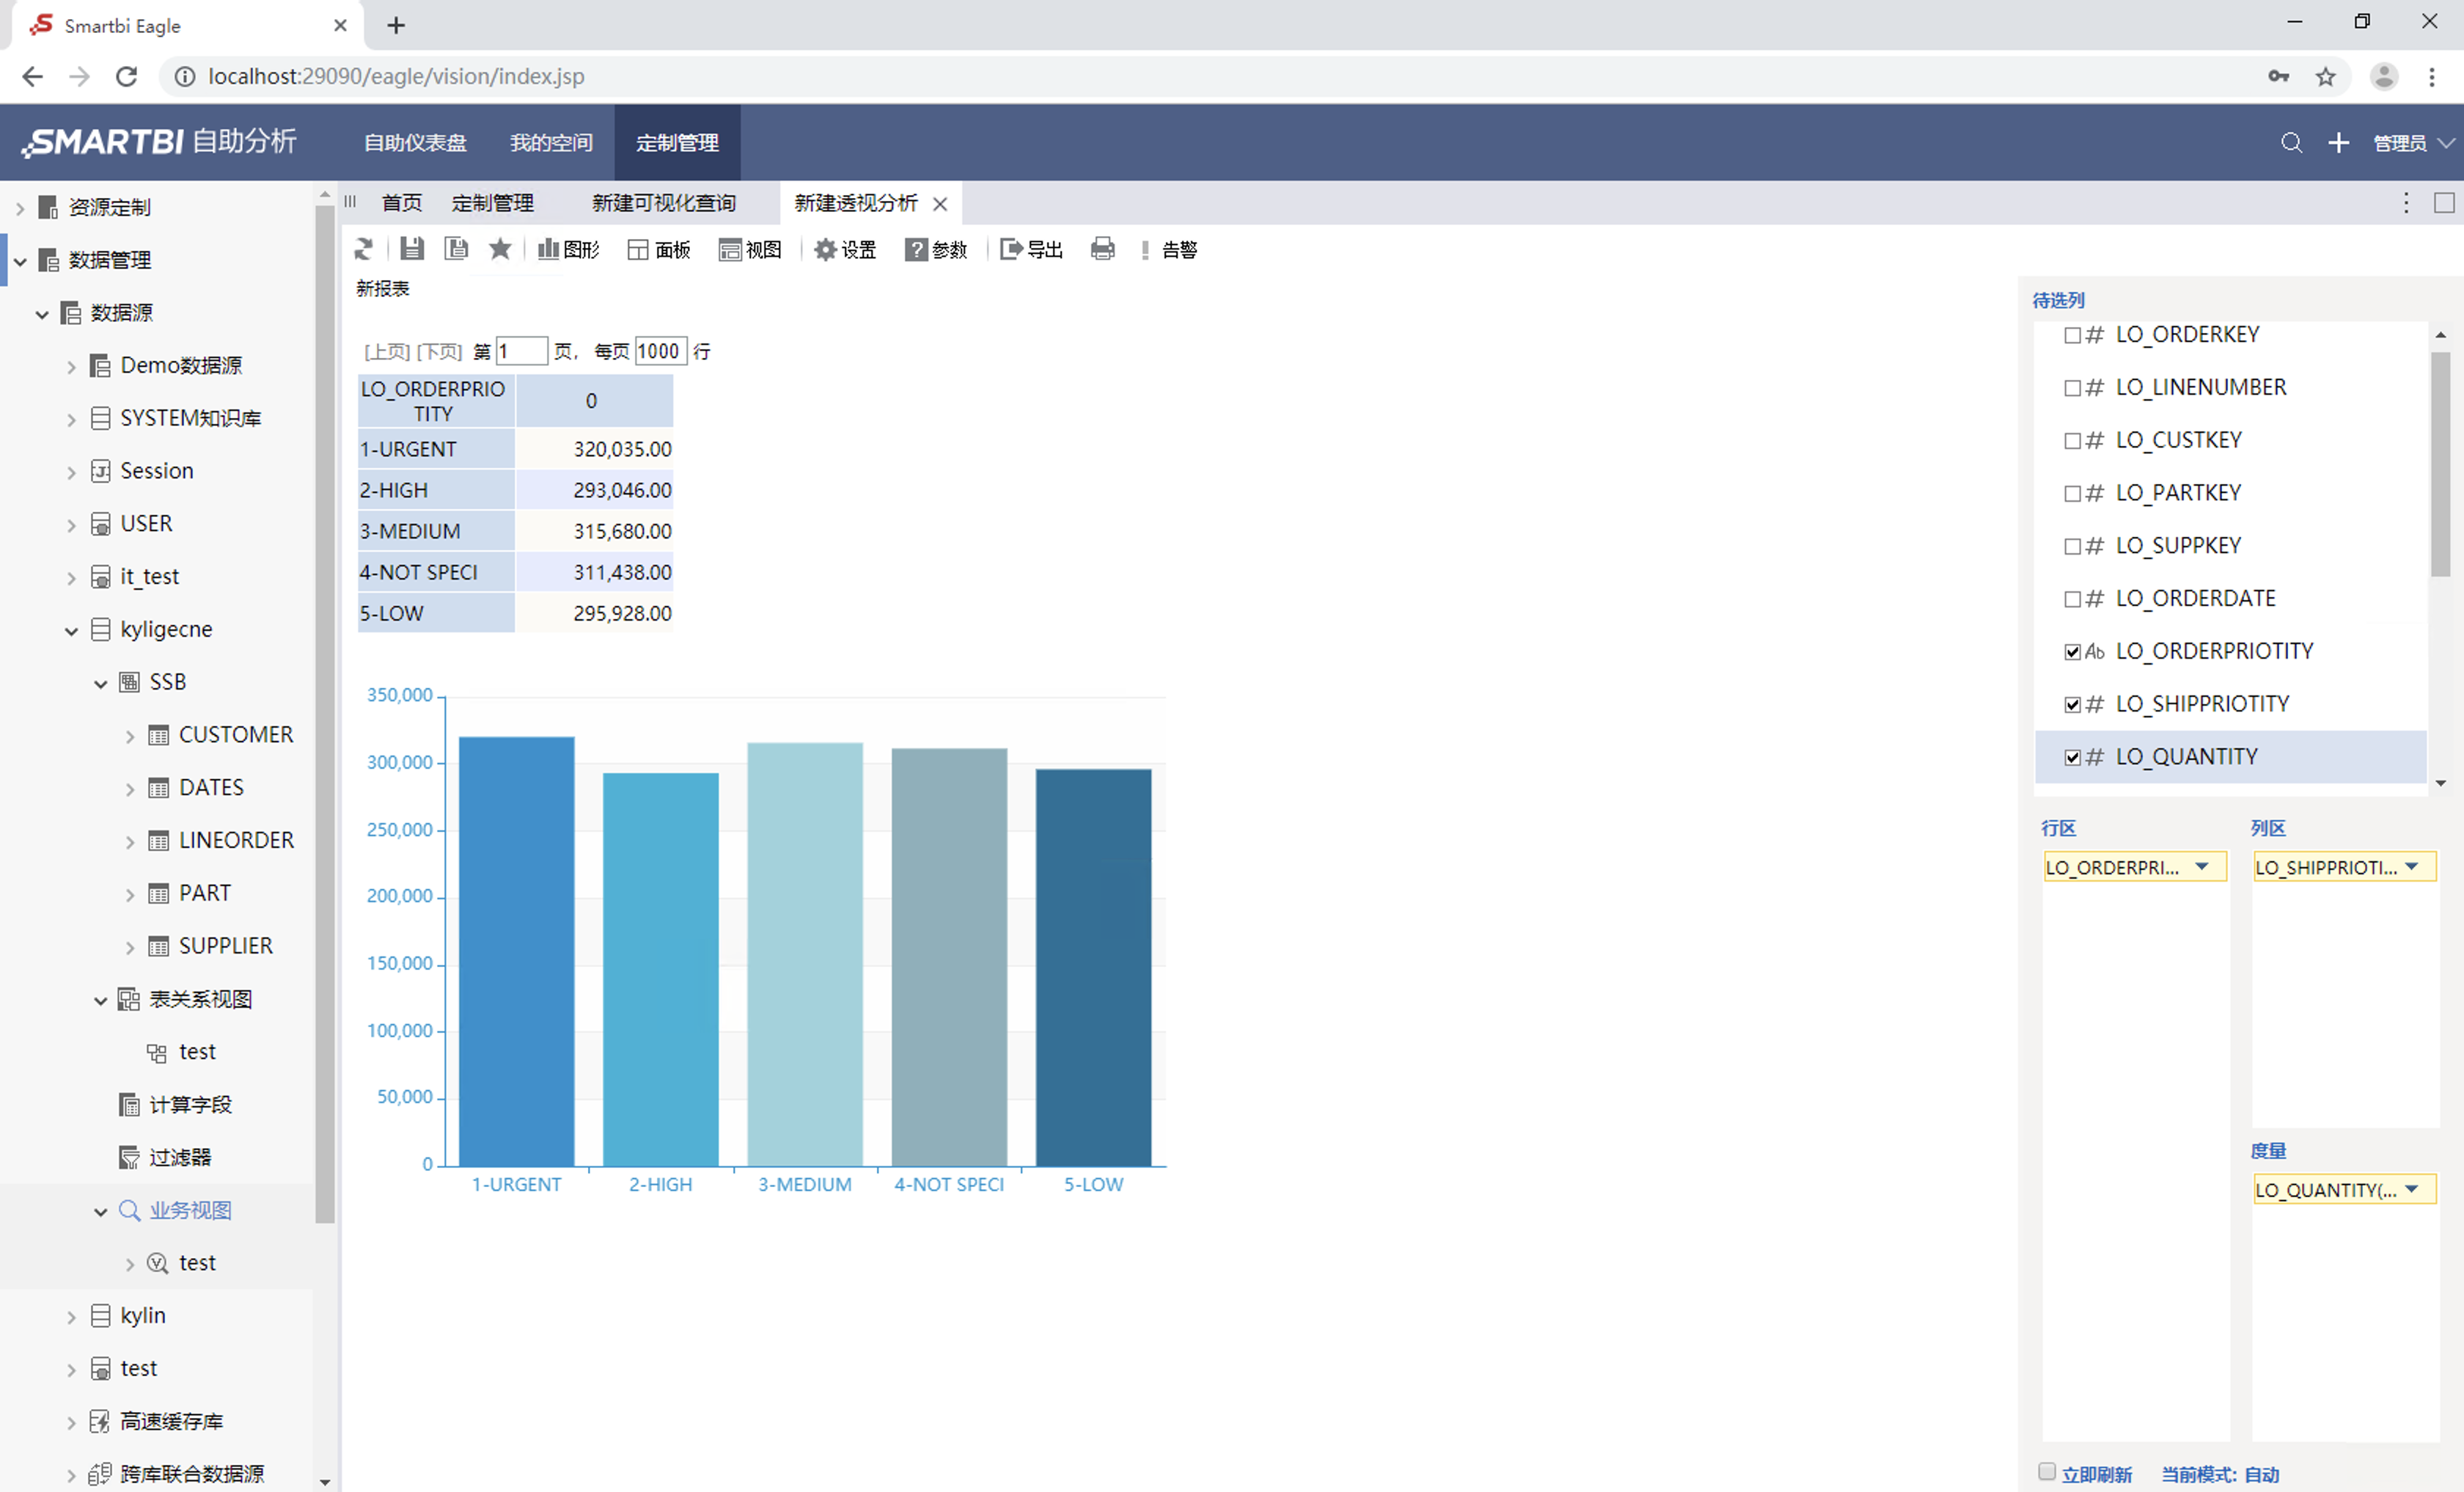 Smartbi Eagle
localhost:29090/eagle/vision/index.jsp
SMARTBI 自助分析 自助仪表盘 我的空间 定制管理 管理员
资源定制
数据管理
数据源
Demo数据源
SYSTEM知识库
Session
USER
it_test
kyligecne
SSB
CUSTOMER
DATES
LINEORDER
PART
SUPPLIER
表关系视图
test
计算字段
过滤器
业务视图
test
kylin
test
高速缓存库
跨库联合数据源
首页 定制管理 新建可视化查询 新建透视分析
图形 面板 视图 设置 参数 导出 告警
新报表
[上页] [下页] 第 1 页, 每页 1000 行
LO_ORDERPRIO
TITY 0
1-URGENT 320,035.00
2-HIGH 293,046.00
3-MEDIUM 315,680.00
4-NOT SPECI 311,438.00
5-LOW 295,928.00
350,000
300,000
250,000
200,000
150,000
100,000
50,000
0
1-URGENT 2-HIGH 3-MEDIUM 4-NOT SPECI 5-LOW
待选列
# LO_ORDERKEY
# LO_LINENUMBER
# LO_CUSTKEY
# LO_PARTKEY
# LO_SUPPKEY
# LO_ORDERDATE
Ab LO_ORDERPRIOTITY
# LO_SHIPPRIOTITY
# LO_QUANTITY
行区 列区
LO_ORDERPRI... LO_SHIPPRIOTI...
度量
LO_QUANTITY(...
立即刷新 当前模式: 自动